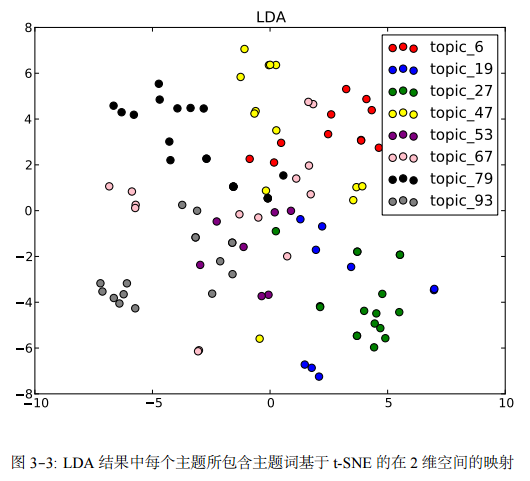 LDA
topic_6
topic_19
topic_27
topic_47
topic_53
topic_67
topic_79
topic_93
8
6
4
2
0
−2
−4
−6
−8
−10 −5 0 5 10
图 3–3: LDA 结果中每个主题所包含主题词基于 t-SNE 的在 2 维空间的映射